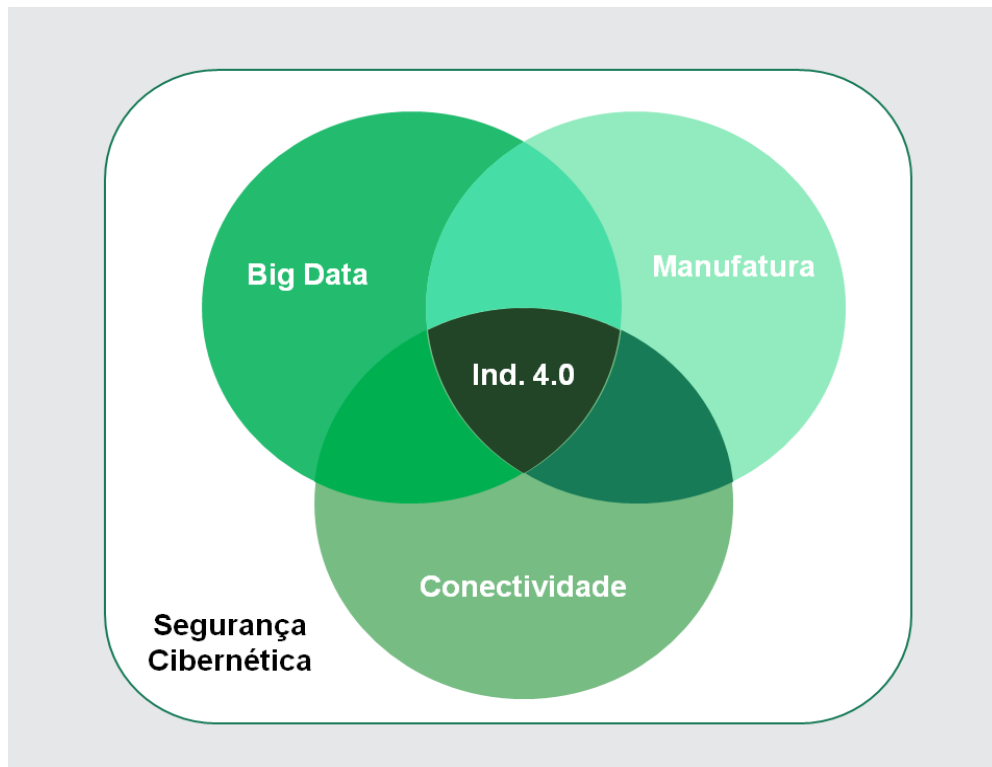 Big Data
Manufatura
Ind. 4.0
Conectividade
Segurança
Cibernética